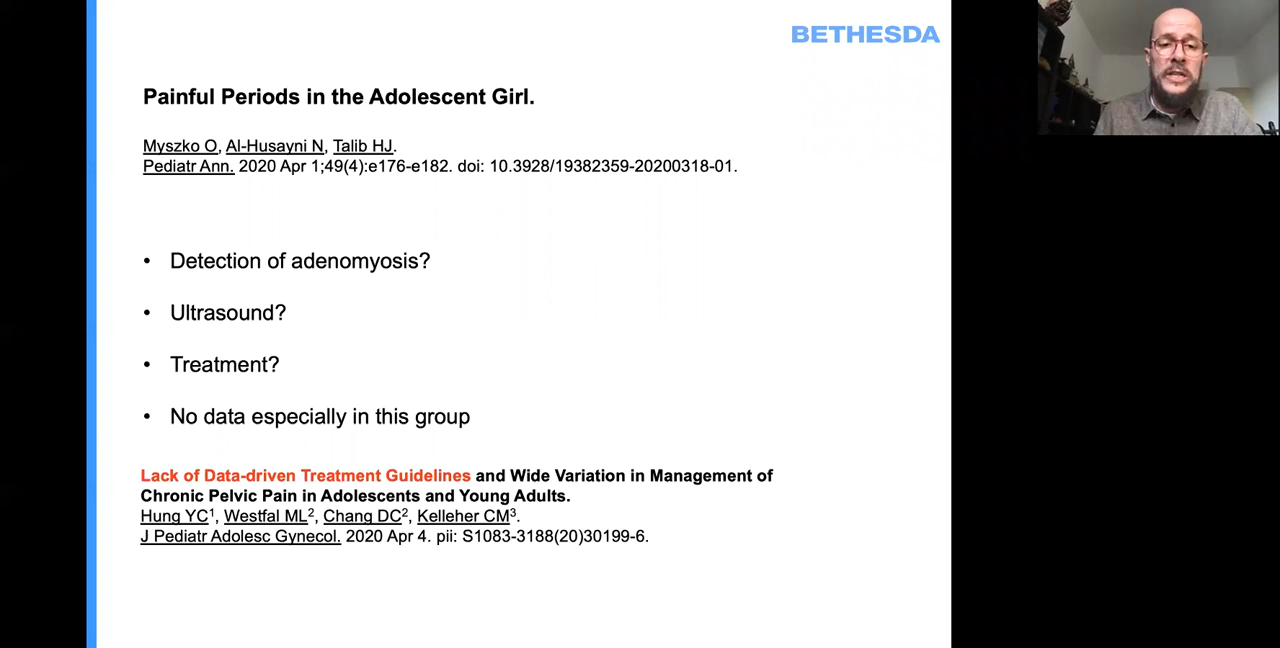 BETHESDA
Painful Periods in the Adolescent Girl.
Myszko O, Al-Husayni N, Talib HJ.
Pediatr Ann. 2020 Apr 1;49(4):e176-e182. doi: 10.3928/19382359-20200318-01.
• Detection of adenomyosis?
• Ultrasound?
• Treatment?
• No data especially in this group
Lack of Data-driven Treatment Guidelines and Wide Variation in Management of
Chronic Pelvic Pain in Adolescents and Young Adults.
Hung YC¹, Westfal ML², Chang DC², Kelleher CM³.
J Pediatr Adolesc Gynecol. 2020 Apr 4. pii: S1083-3188(20)30199-6.